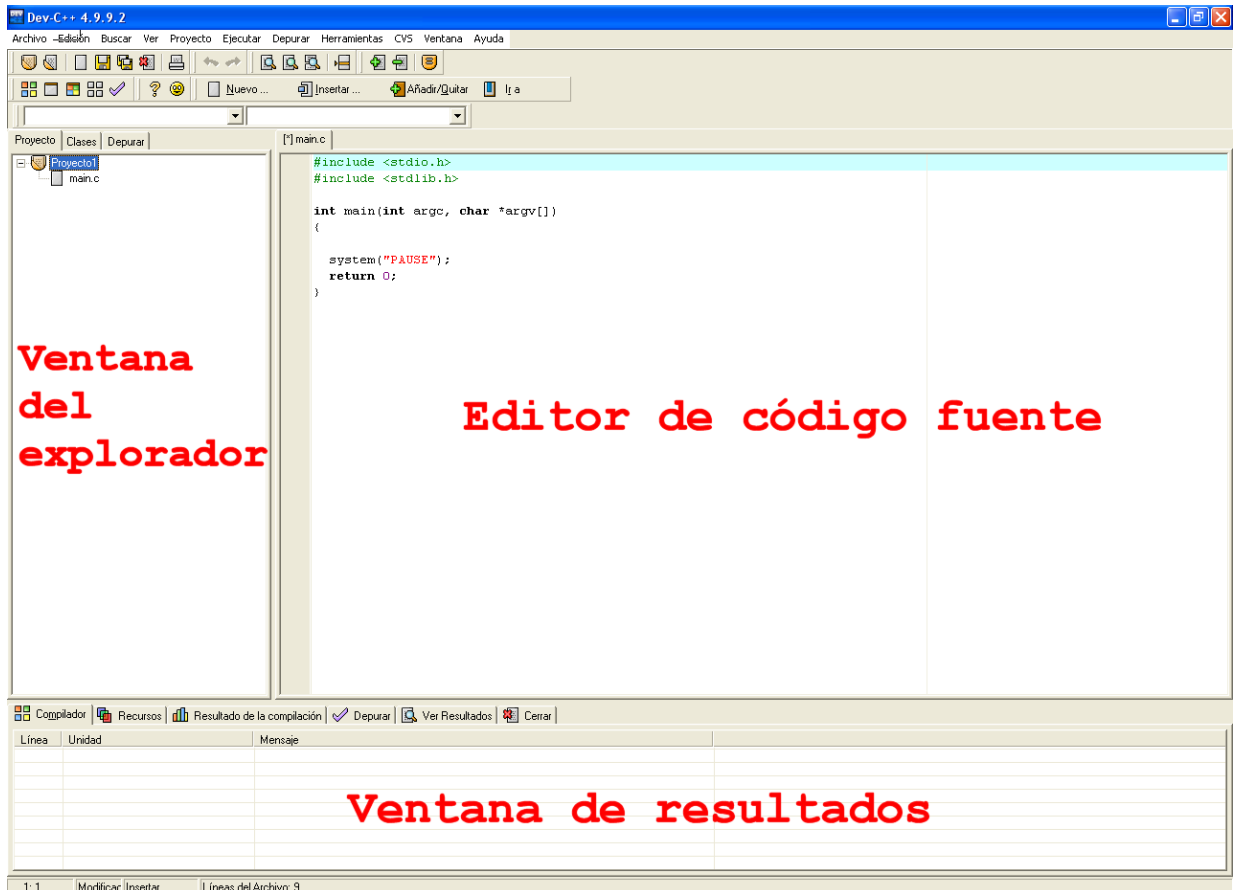 Dev-C++ 4.9.9.2
Archivo Edición Buscar Ver Proyecto Ejecutar Depurar Herramientas CVS Ventana Ayuda
Nuevo ... Insertar ... Añadir/Quitar Ir a
Proyecto Clases Depurar
[*] main.c
Proyecto1
main.c
#include <stdio.h>
#include <stdlib.h>
int main(int argc, char *argv[])
{
system("PAUSE");
return 0;
}
Ventana
del
explorador
Editor de código fuente
Compilador Recursos Resultado de la compilación Depurar Ver Resultados Cerrar
Línea Unidad Mensaje
Ventana de resultados
1: 1 Modificac Insertar Líneas del Archivo: 9